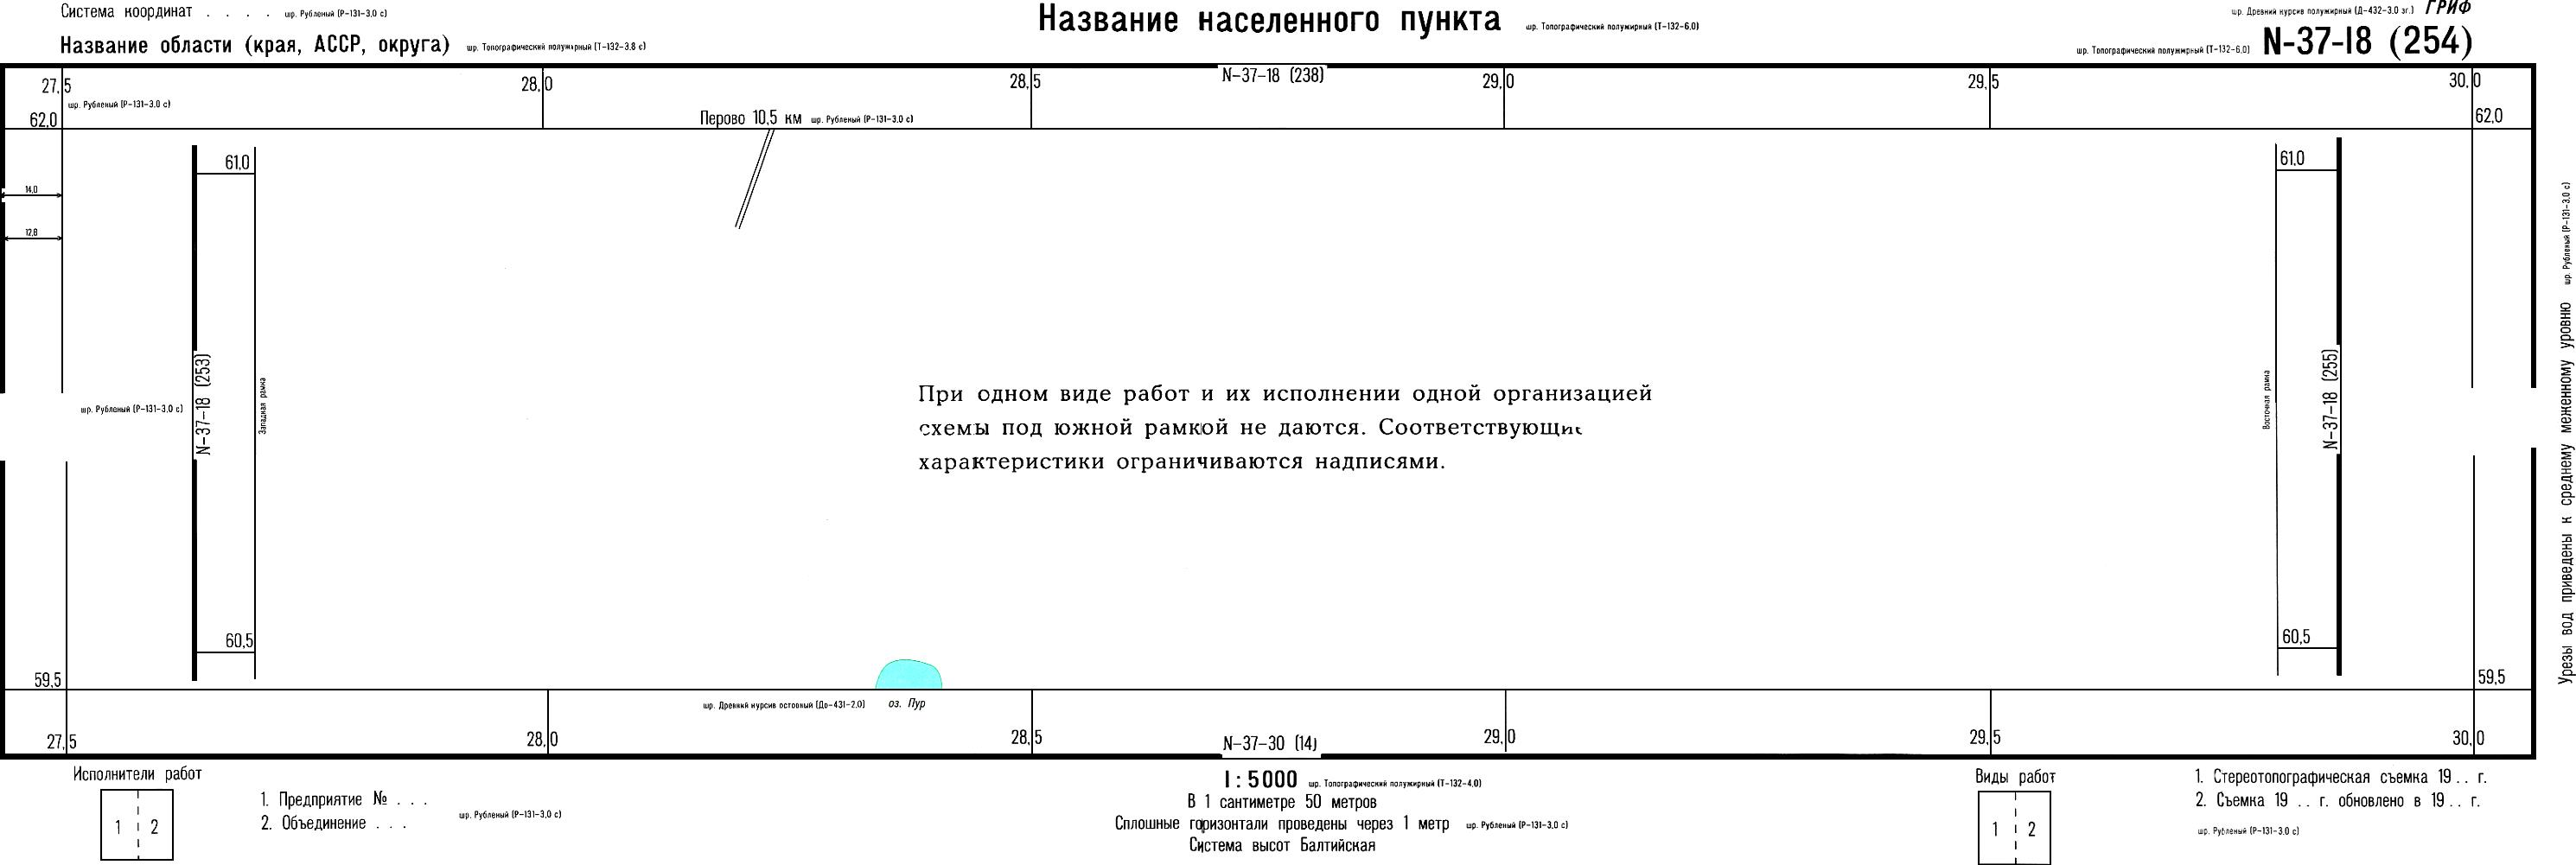 Система координат . . . . шр. Рубленый (Р-131-3,0 с)
Название населенного пункта шр. Топографический полужирный (Т-132-6,0)
шр. Древний курсив полужирный (Д-432-3.0 зг.) ГРИФ
Название области (края, АССР, округа) шр. Топографический полужирный (Т-132-3.8 с)
шр. Топографический полужирный (Т-132-6,0) N-37-18 (254)
27,5 28,0 28,5 N-37-18 (238) 29,0 29,5 30,0
шр. Рубленый (Р-131-3.0 с)
62,0 Перово 10,5 км шр. Рубленый (Р-131-3.0 с) 62,0
61,0 61,0
14,0
12,8
шр. Рубленый (Р-131-3,0 с)
N-37-18 (253)
Западная рамка
При одном виде работ и их исполнении одной организацией
схемы под южной рамкой не даются. Соответствующие
характеристики ограничиваются надписями.
Восточная рамка
N-37-18 (255)
Урезы вод приведены к среднему меженному уровню шр. Рубленый (Р-131-3.0 с)
60,5 60,5
59,5 59,5
шр. Древний курсив остовный (До-431-2.0) оз. Пур
27,5 28,0 28,5 N-37-30 (14) 29,0 29,5 30,0
Исполнители работ
1 2
1. Предприятие № . . .
2. Объединение . . .
шр. Рубленый (Р-131-3,0 с)
1:5000 шр. Топографический полужирный (Т-132-4.0)
В 1 сантиметре 50 метров
Сплошные горизонтали проведены через 1 метр шр. Рубленый (Р-131-3,0 с)
Система высот Балтийская
Виды работ
1 2
1. Стереотопографическая съемка 19 . . г.
2. Съемка 19 . . г. обновлено в 19 . . г.
шр. Рубленый (Р-131-3.0 с)